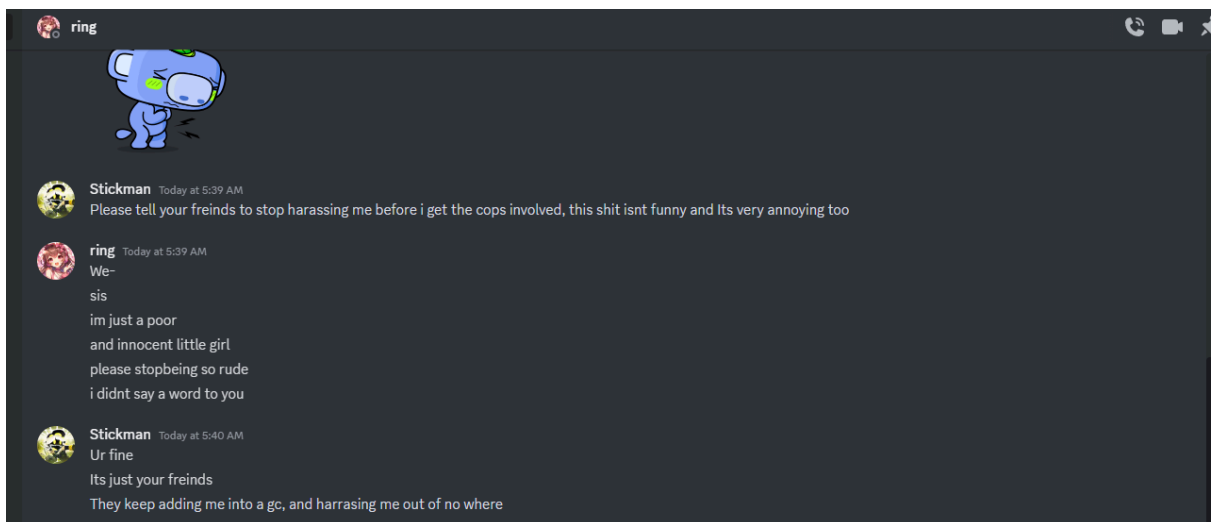 ring
Stickman Today at 5:39 AM
Please tell your freinds to stop harassing me before i get the cops involved, this shit isnt funny and Its very annoying too
ring Today at 5:39 AM
We-
sis
im just a poor
and innocent little girl
please stopbeing so rude
i didnt say a word to you
Stickman Today at 5:40 AM
Ur fine
Its just your freinds
They keep adding me into a gc, and harrasing me out of no where